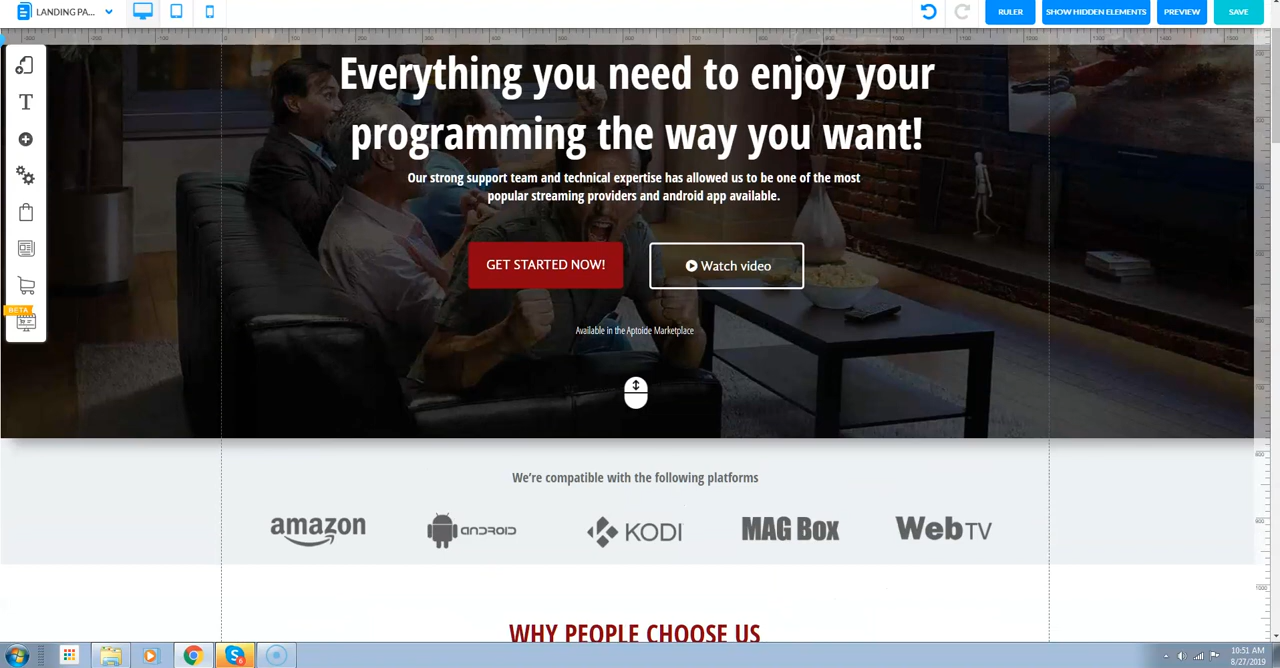 LANDING PA...
RULER
SHOW HIDDEN ELEMENTS
PREVIEW
SAVE
Everything you need to enjoy your
programming the way you want!
Our strong support team and technical expertise has allowed us to be one of the most
popular streaming providers and android app available.
GET STARTED NOW!
Watch video
BETA
Available in the Aptoide Marketplace
We're compatible with the following platforms
amazon
ANDROID
KODI
MAG Box
WebTV
WHY PEOPLE CHOOSE US
10:51 AM
8/27/2019